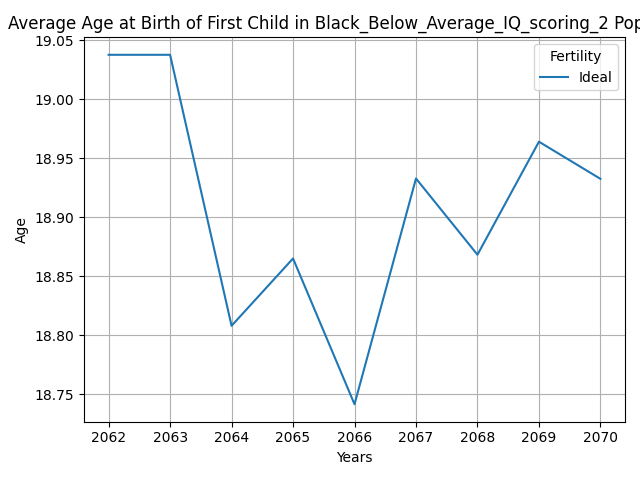 Average Age at Birth of First Child in Black_Below_Average_IQ_scoring_2 Pop
Fertility
Ideal
Age
19.05
19.00
18.95
18.90
18.85
18.80
18.75
2062 2063 2064 2065 2066 2067 2068 2069 2070
Years